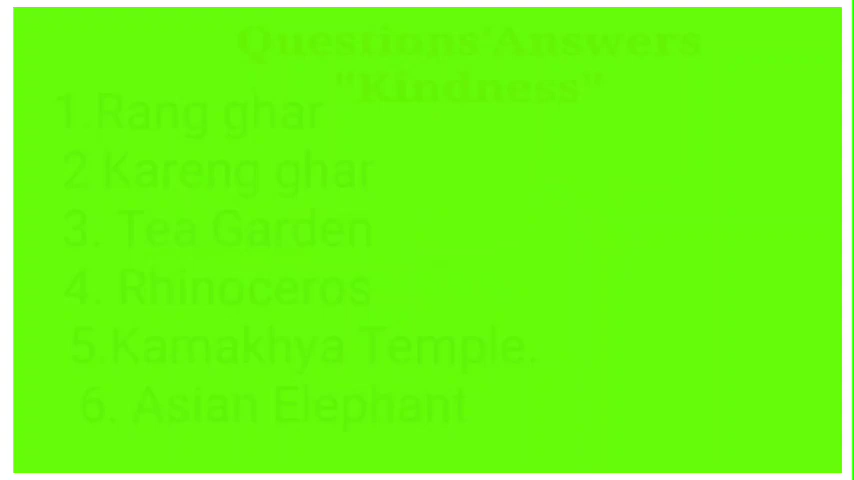 Questions'Answers
"Kindness"
1.Rang ghar
2 Kareng ghar
3. Tea Garden
4. Rhinoceros
5.Kamakhya Temple.
6. Asian Elephant